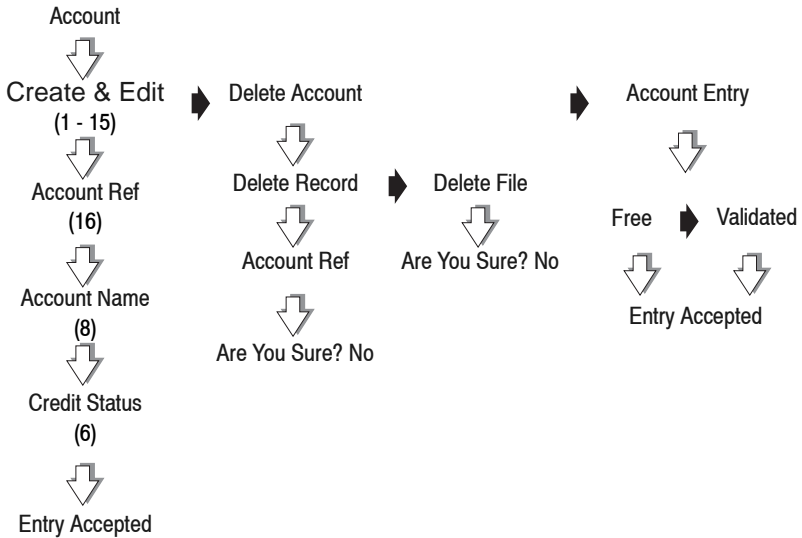 Account
Create & Edit
(1 - 15)
Account Ref
(16)
Account Name
(8)
Credit Status
(6)
Entry Accepted
Delete Account
Delete Record
Account Ref
Are You Sure? No
Delete File
Are You Sure? No
Account Entry
Free
Validated
Entry Accepted